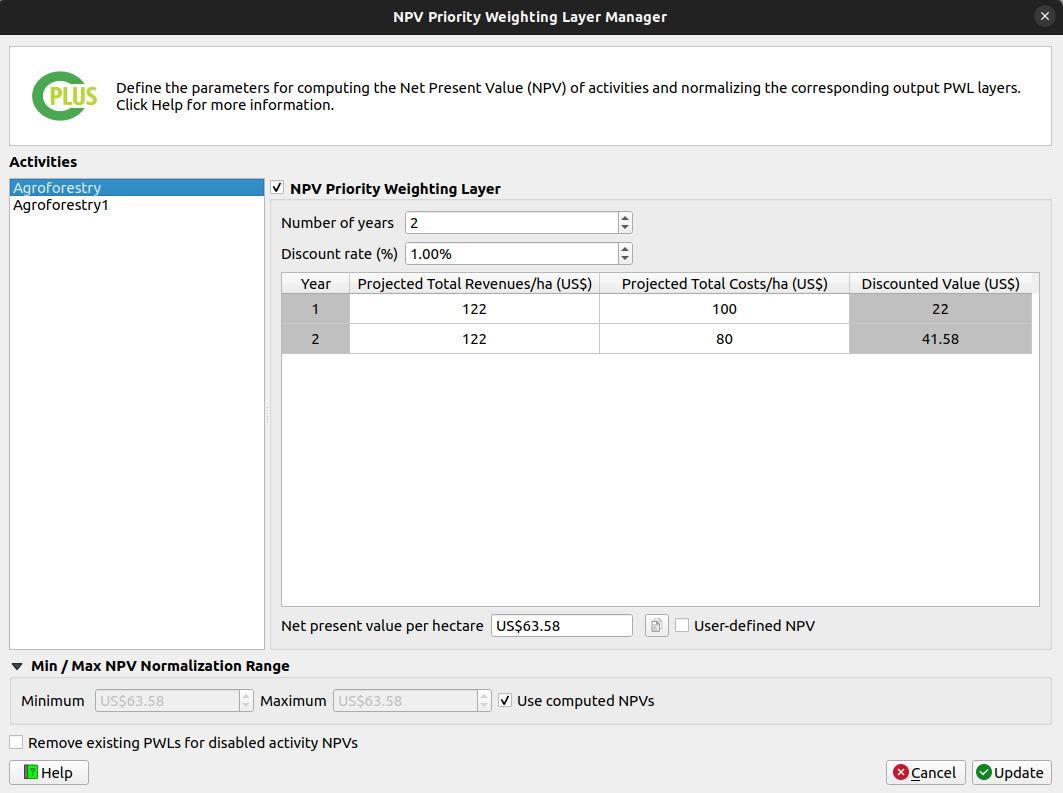 NPV Priority Weighting Layer Manager
CPLUS
Define the parameters for computing the Net Present Value (NPV) of activities and normalizing the corresponding output PWL layers.
Click Help for more information.
Activities
Agroforestry
Agroforestry1
NPV Priority Weighting Layer
Number of years 2
Discount rate (%) 1.00%
Year Projected Total Revenues/ha (US$) Projected Total Costs/ha (US$) Discounted Value (US$)
1 122 100 22
2 122 80 41.58
Net present value per hectare US$63.58 User-defined NPV
Min / Max NPV Normalization Range
Minimum US$63.58 Maximum US$63.58 Use computed NPVs
Remove existing PWLs for disabled activity NPVs
Help Cancel Update